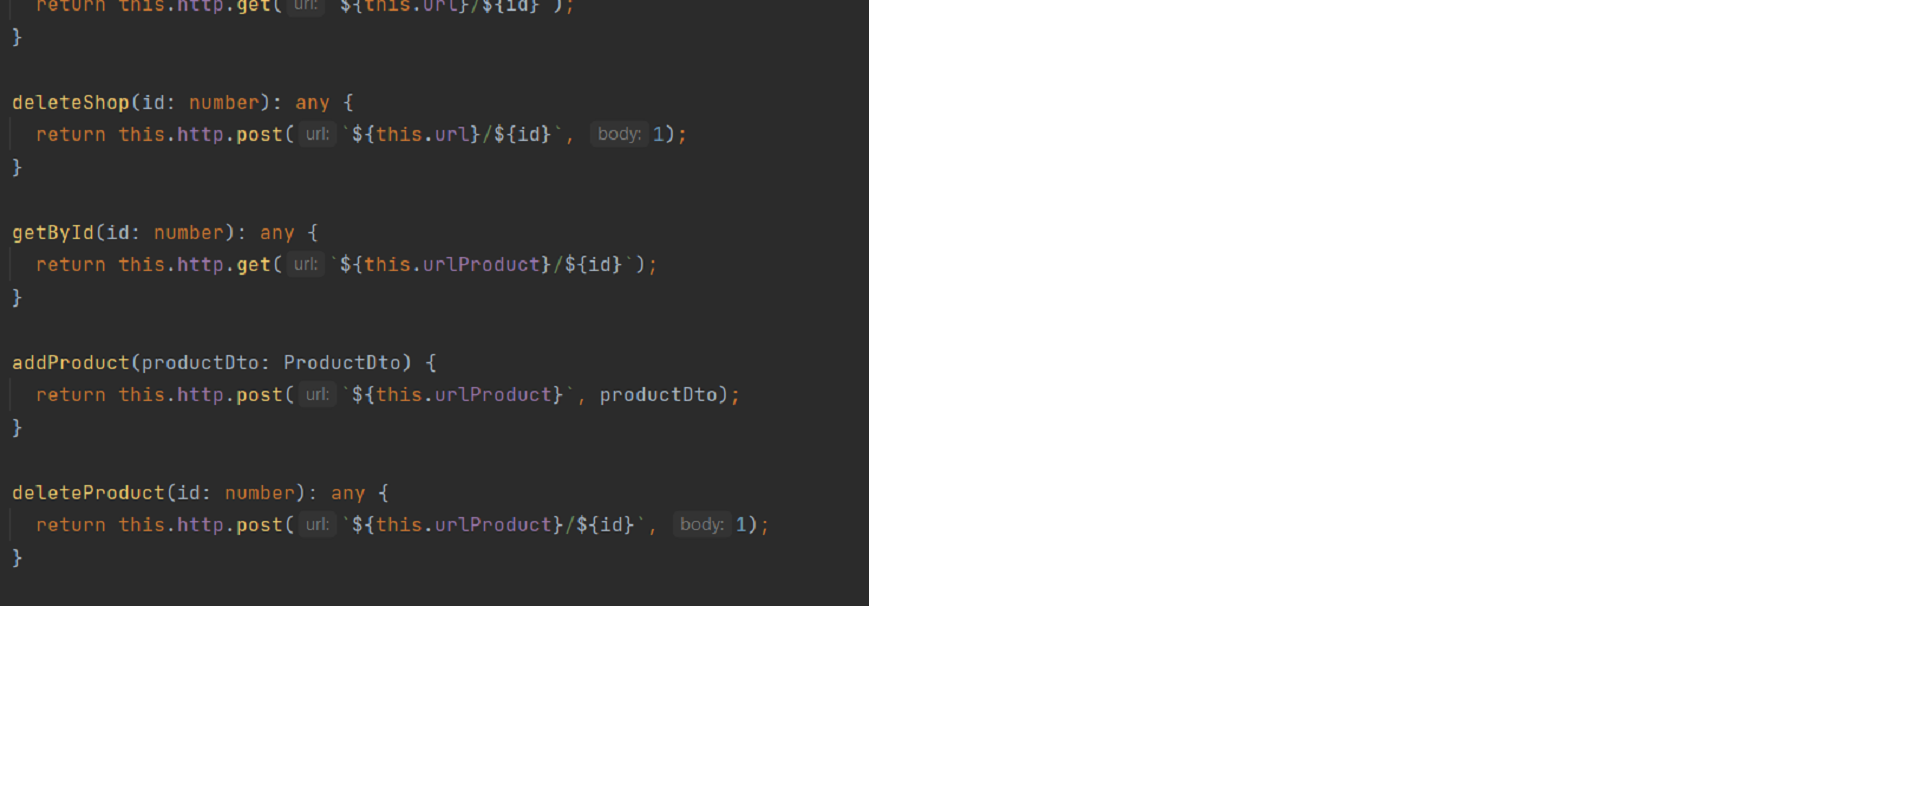 return this.http.get( url: `${this.url}/${id}`);
}
deleteShop(id: number): any {
return this.http.post( url: `${this.url}/${id}`, body: 1);
}
getById(id: number): any {
return this.http.get( url: `${this.urlProduct}/${id}`);
}
addProduct(productDto: ProductDto) {
return this.http.post( url: `${this.urlProduct}`, productDto);
}
deleteProduct(id: number): any {
return this.http.post( url: `${this.urlProduct}/${id}`, body: 1);
}